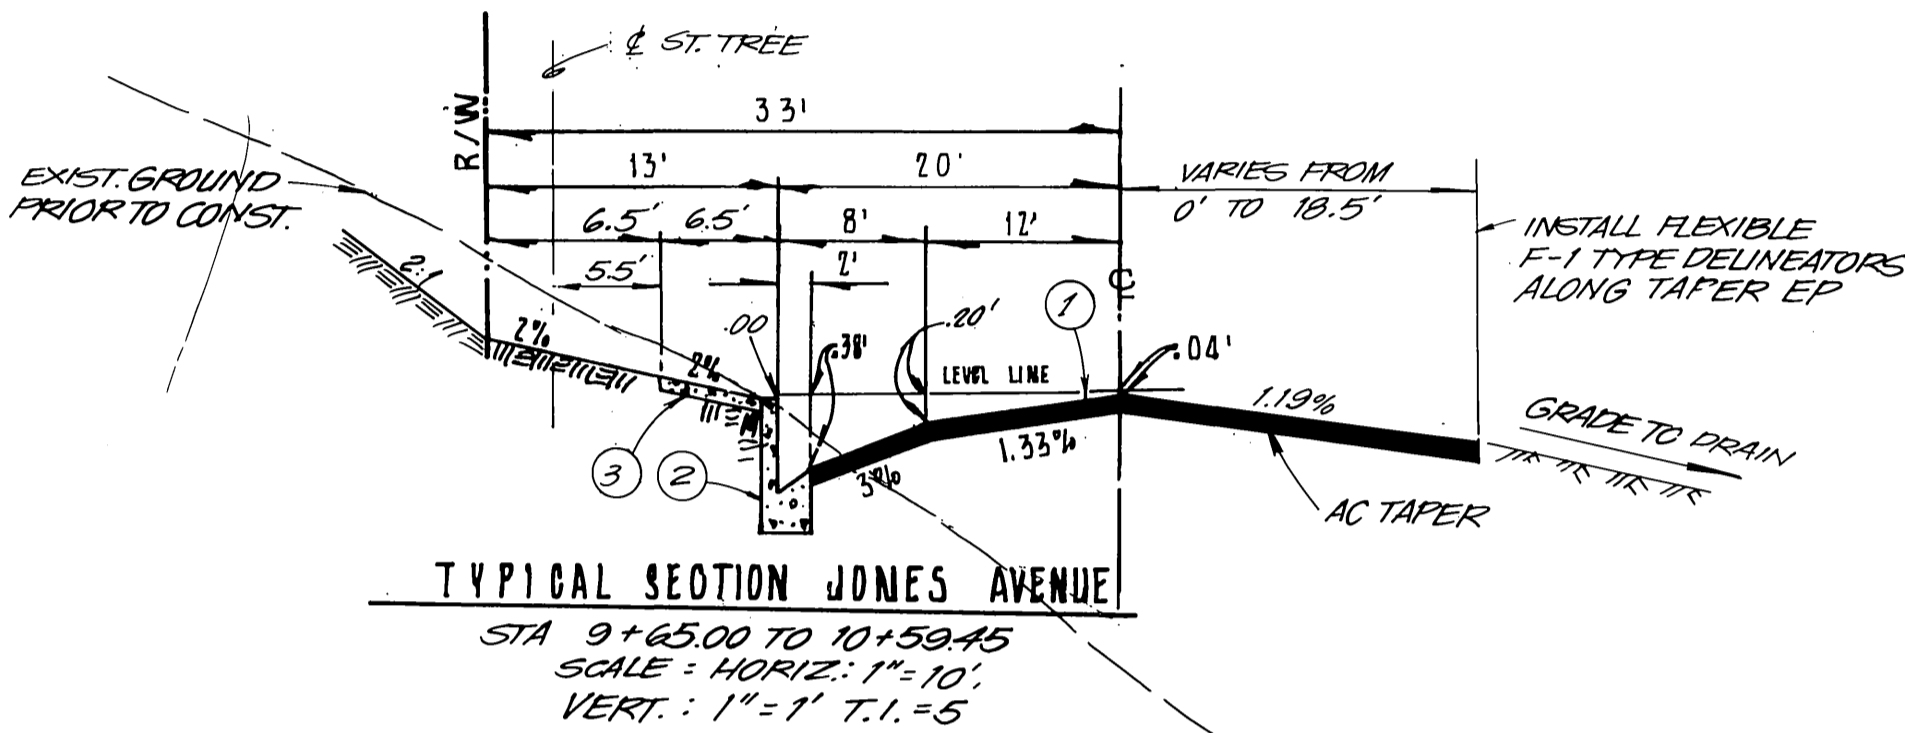 ℄ ST. TREE
R/W
33'
13'
20'
VARIES FROM
0' TO 18.5'
EXIST. GROUND
PRIOR TO CONST.
6.5'
6.5'
8'
12'
INSTALL FLEXIBLE
F-1 TYPE DELINEATORS
ALONG TAPER EP
5.5'
2'
℄
2:1
.00
.38'
.20'
1
.04'
2%
2%
LEVEL LINE
1.19%
GRADE TO DRAIN
1.33%
3%
3
2
AC TAPER
TYPICAL SECTION JONES AVENUE
STA 9+65.00 TO 10+59.45
SCALE = HORIZ.: 1"=10',
VERT.: 1"=1' T.I.=5